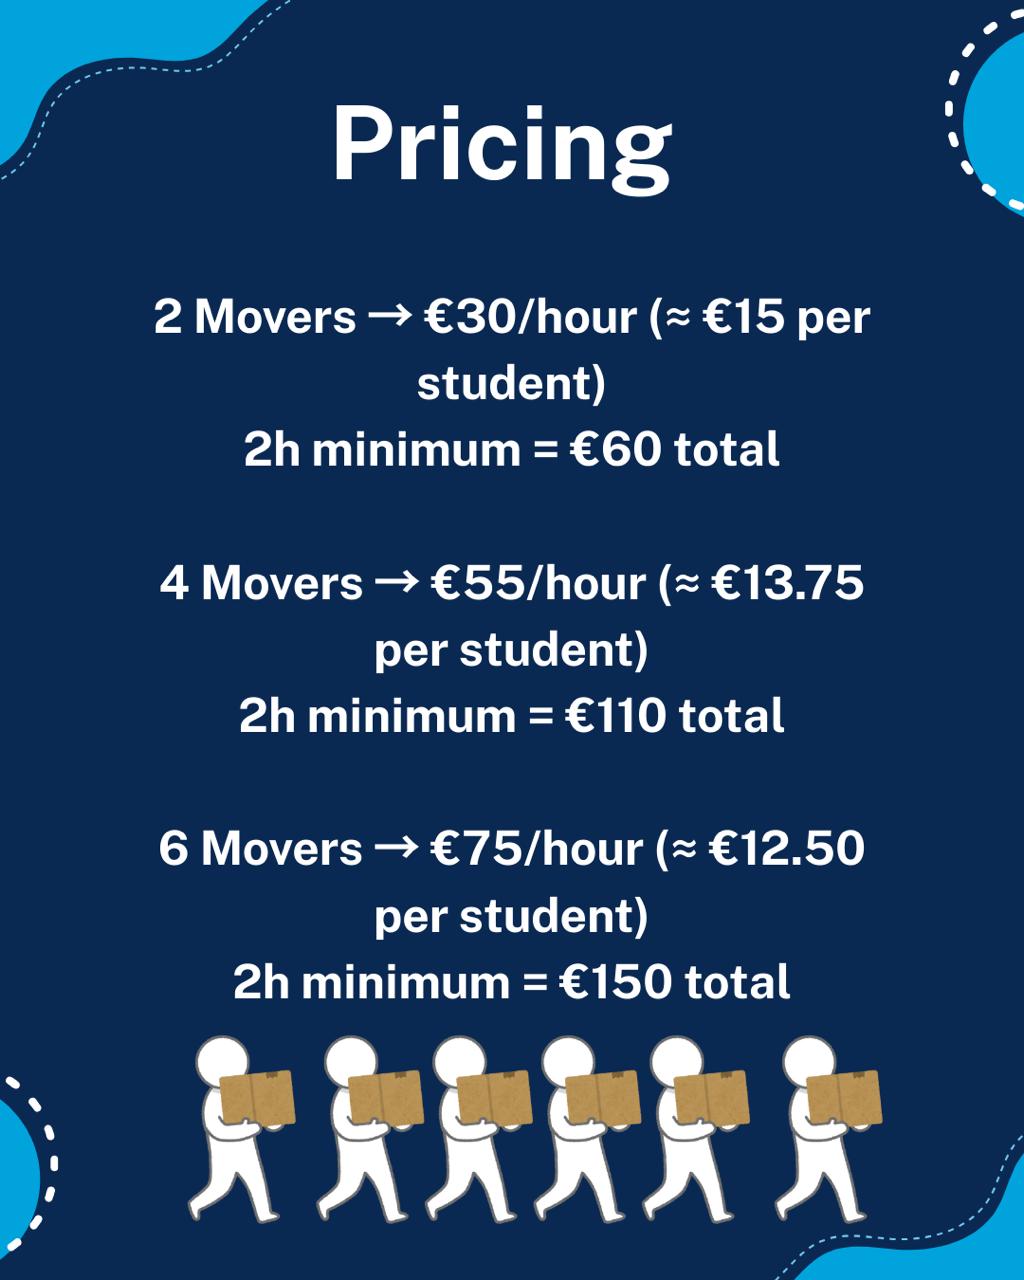 Pricing
2 Movers → €30/hour (≈ €15 per
student)
2h minimum = €60 total
4 Movers → €55/hour (≈ €13.75
per student)
2h minimum = €110 total
6 Movers → €75/hour (≈ €12.50
per student)
2h minimum = €150 total